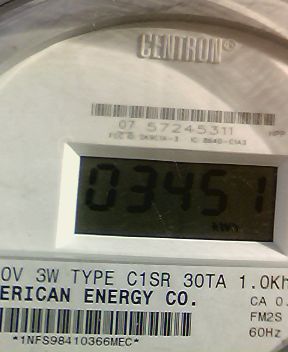 CENTRON®
07 57245311
03451
kWh
0V 3W TYPE C1SR 30TA 1.0Kh
ERICAN ENERGY CO.
CA 0.
FM2S
60Hz
*1NFS98410366MEC*